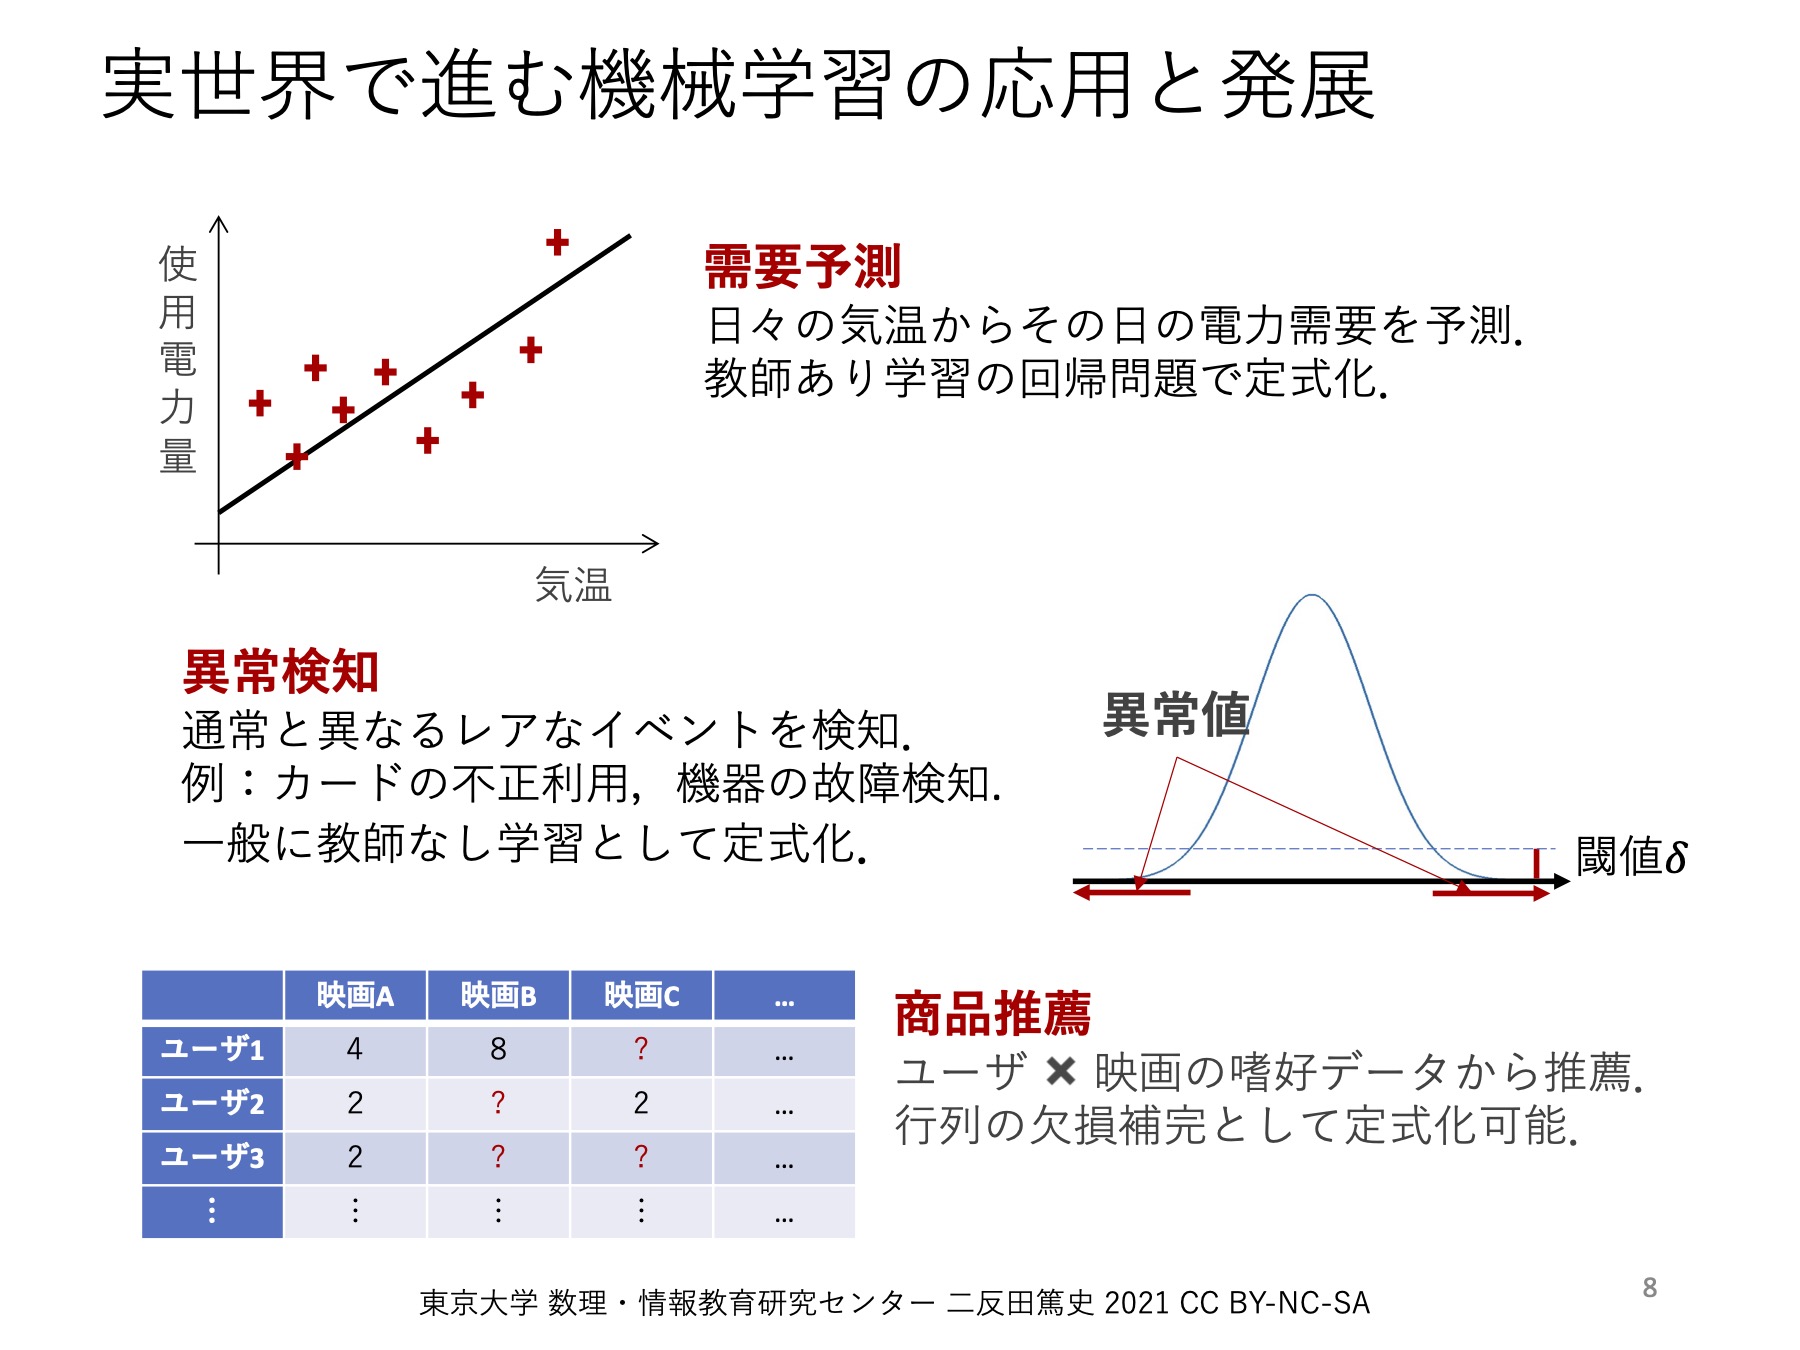 実世界で進む機械学習の応用と発展
使用電力量
気温
需要予測
日々の気温からその日の電力需要を予測.
教師あり学習の回帰問題で定式化.
異常検知
通常と異なるレアなイベントを検知.
例：カードの不正利用，機器の故障検知.
一般に教師なし学習として定式化.
異常値
閾値δ
映画A 映画B 映画C ...
ユーザ1 4 8 ? ...
ユーザ2 2 ? 2 ...
ユーザ3 2 ? ? ...
⋮ ⋮ ⋮ ⋮ ...
商品推薦
ユーザ ✖ 映画の嗜好データから推薦.
行列の欠損補完として定式化可能.
東京大学 数理・情報教育研究センター 二反田篤史 2021 CC BY-NC-SA
8